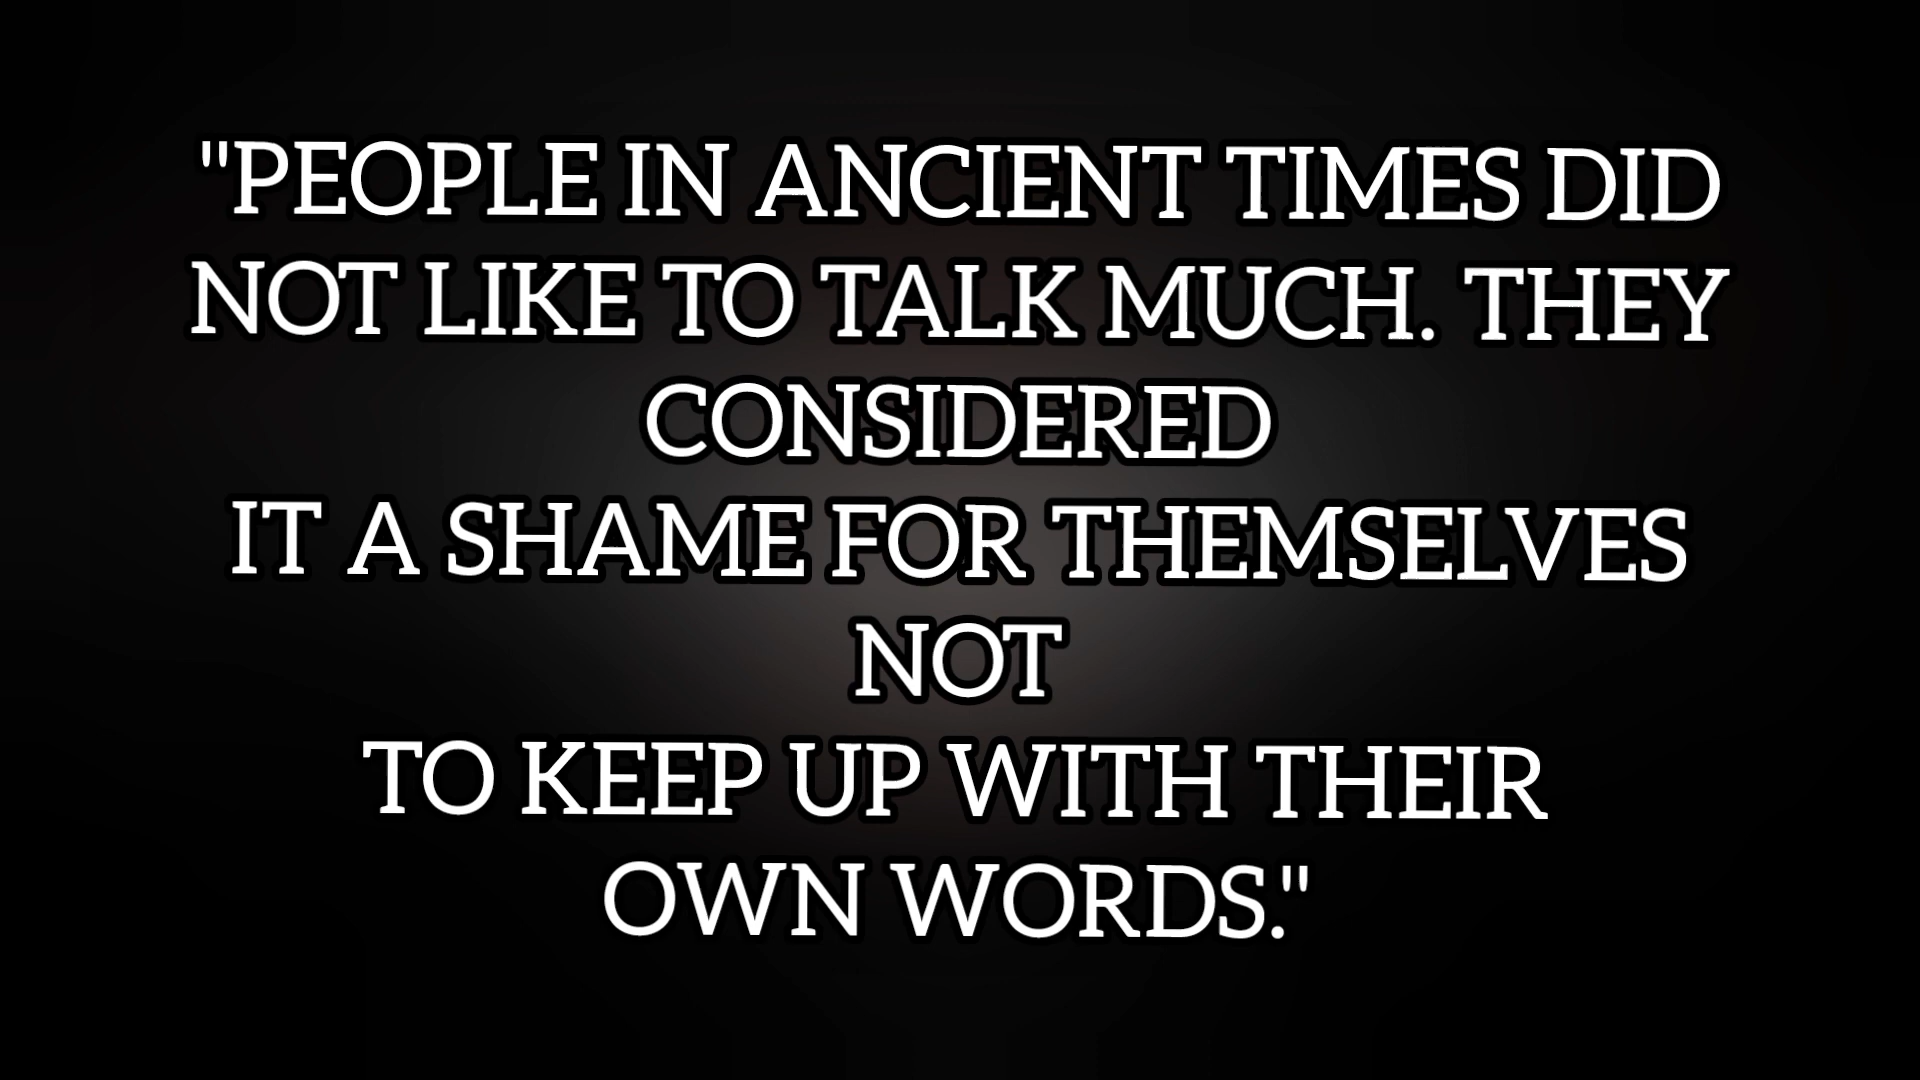 "PEOPLE IN ANCIENT TIMES DID
NOT LIKE TO TALK MUCH. THEY
CONSIDERED
IT A SHAME FOR THEMSELVES
NOT
TO KEEP UP WITH THEIR
OWN WORDS."